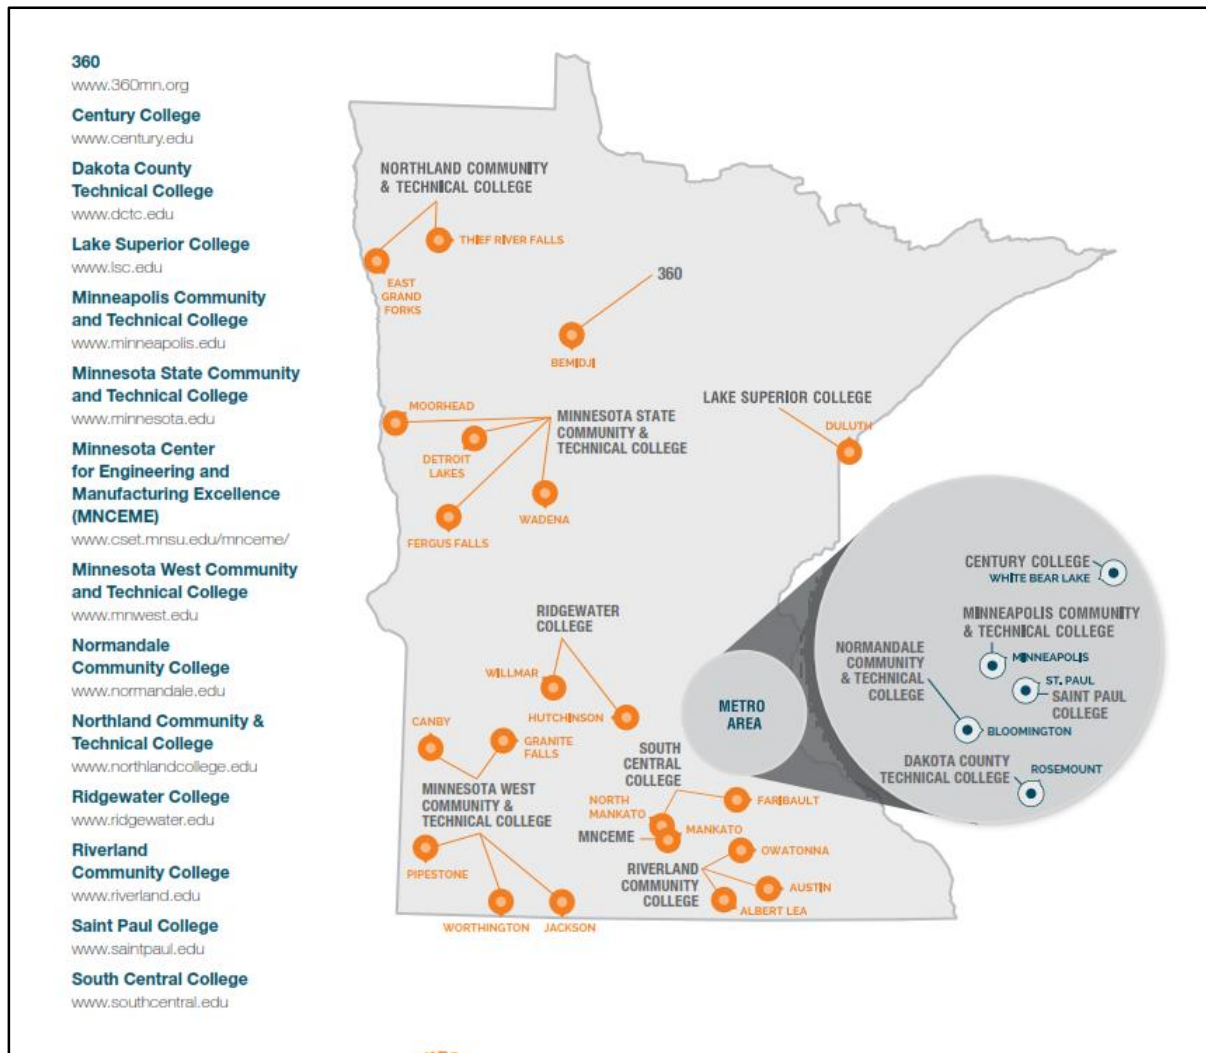 360
www.360mn.org
Century College
www.century.edu
Dakota County
Technical College
www.dctc.edu
Lake Superior College
www.lsc.edu
Minneapolis Community
and Technical College
www.minneapolis.edu
Minnesota State Community
and Technical College
www.minnesota.edu
Minnesota Center
for Engineering and
Manufacturing Excellence
(MNCEME)
www.cset.mnsu.edu/mnceme/
Minnesota West Community
and Technical College
www.mnwest.edu
Normandale
Community College
www.normandale.edu
Northland Community &
Technical College
www.northlandcollege.edu
Ridgewater College
www.ridgewater.edu
Riverland
Community College
www.riverland.edu
Saint Paul College
www.saintpaul.edu
South Central College
www.southcentral.edu
NORTHLAND COMMUNITY
& TECHNICAL COLLEGE
THIEF RIVER FALLS
EAST
GRAND
FORKS
360
BEMIDJI
LAKE SUPERIOR COLLEGE
DULUTH
MOORHEAD
MINNESOTA STATE
COMMUNITY &
TECHNICAL COLLEGE
DETROIT
LAKES
WADENA
FERGUS FALLS
RIDGEWATER
COLLEGE
WILLMAR
HUTCHINSON
CANBY
GRANITE
FALLS
MINNESOTA WEST
COMMUNITY &
TECHNICAL COLLEGE
PIPESTONE
WORTHINGTON
JACKSON
SOUTH
CENTRAL
COLLEGE
NORTH
MANKATO
FARIBAULT
MNCEME
MANKATO
OWATONNA
RIVERLAND
COMMUNITY
COLLEGE
AUSTIN
ALBERT LEA
METRO
AREA
CENTURY COLLEGE
WHITE BEAR LAKE
MINNEAPOLIS COMMUNITY
& TECHNICAL COLLEGE
MINNEAPOLIS
NORMANDALE
COMMUNITY
& TECHNICAL
COLLEGE
ST. PAUL
SAINT PAUL
COLLEGE
BLOOMINGTON
DAKOTA COUNTY
TECHNICAL COLLEGE
ROSEMOUNT